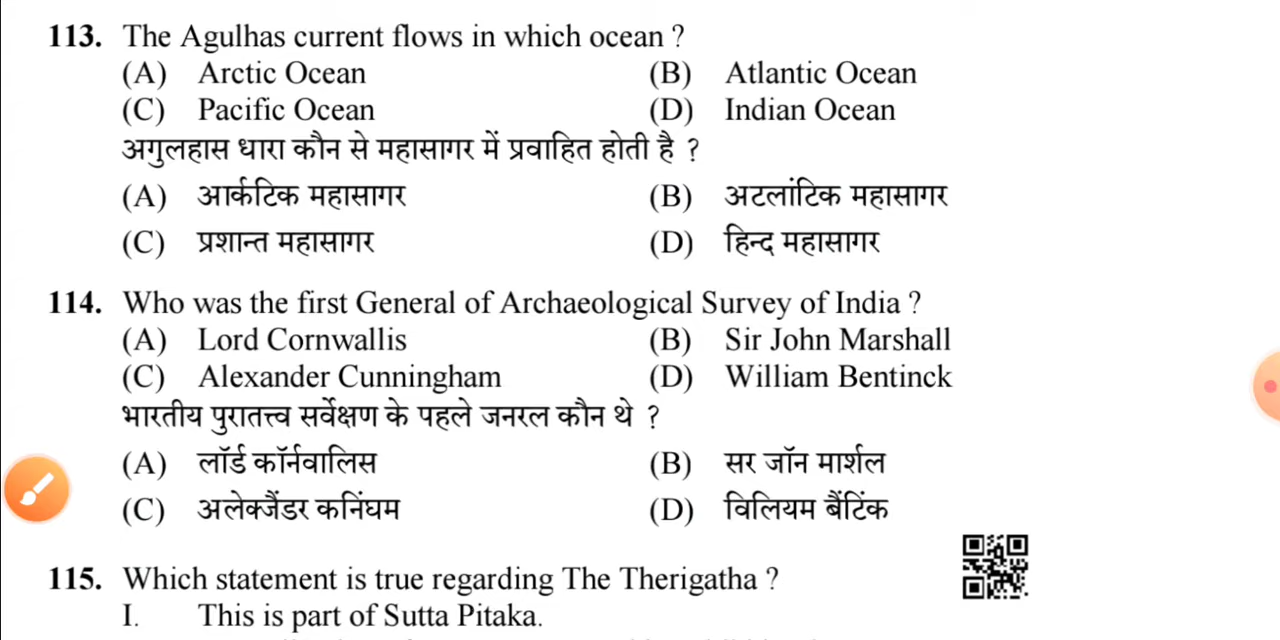 113. The Agulhas current flows in which ocean ?
(A) Arctic Ocean (B) Atlantic Ocean
(C) Pacific Ocean (D) Indian Ocean
अगुलहास धारा कौन से महासागर में प्रवाहित होती है ?
(A) आर्कटिक महासागर (B) अटलांटिक महासागर
(C) प्रशान्त महासागर (D) हिन्द महासागर
114. Who was the first General of Archaeological Survey of India ?
(A) Lord Cornwallis (B) Sir John Marshall
(C) Alexander Cunningham (D) William Bentinck
भारतीय पुरातत्त्व सर्वेक्षण के पहले जनरल कौन थे ?
(A) लॉर्ड कॉर्नवालिस (B) सर जॉन मार्शल
(C) अलेक्जैंडर कनिंघम (D) विलियम बैंटिंक
115. Which statement is true regarding The Therigatha ?
I. This is part of Sutta Pitaka.